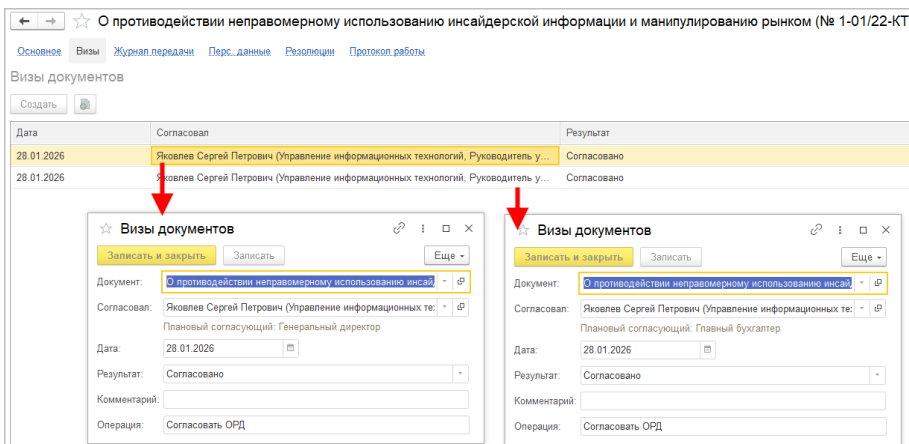 О противодействии неправомерному использованию инсайдерской информации и манипулированию рынком (№ 1-01/22-КТ
Основное Визы Журнал передачи Перс. данные Резолюции Протокол работы
Визы документов
Создать
Дата Согласовал Результат
28.01.2026 Яковлев Сергей Петрович (Управление информационных технологий, Руководитель у... Согласовано
28.01.2026 Яковлев Сергей Петрович (Управление информационных технологий, Руководитель у... Согласовано
Визы документов
Записать и закрыть Записать Еще
Документ: О противодействии неправомерному использованию инсай,
Согласовал: Яковлев Сергей Петрович (Управление информационных те:
Плановый согласующий: Генеральный директор
Дата: 28.01.2026
Результат: Согласовано
Комментарий:
Операция: Согласовать ОРД
Визы документов
Записать и закрыть Записать Еще
Документ: О противодействии неправомерному использованию инсай,
Согласовал: Яковлев Сергей Петрович (Управление информационных те:
Плановый согласующий: Главный бухгалтер
Дата: 28.01.2026
Результат: Согласовано
Комментарий:
Операция: Согласовать ОРД